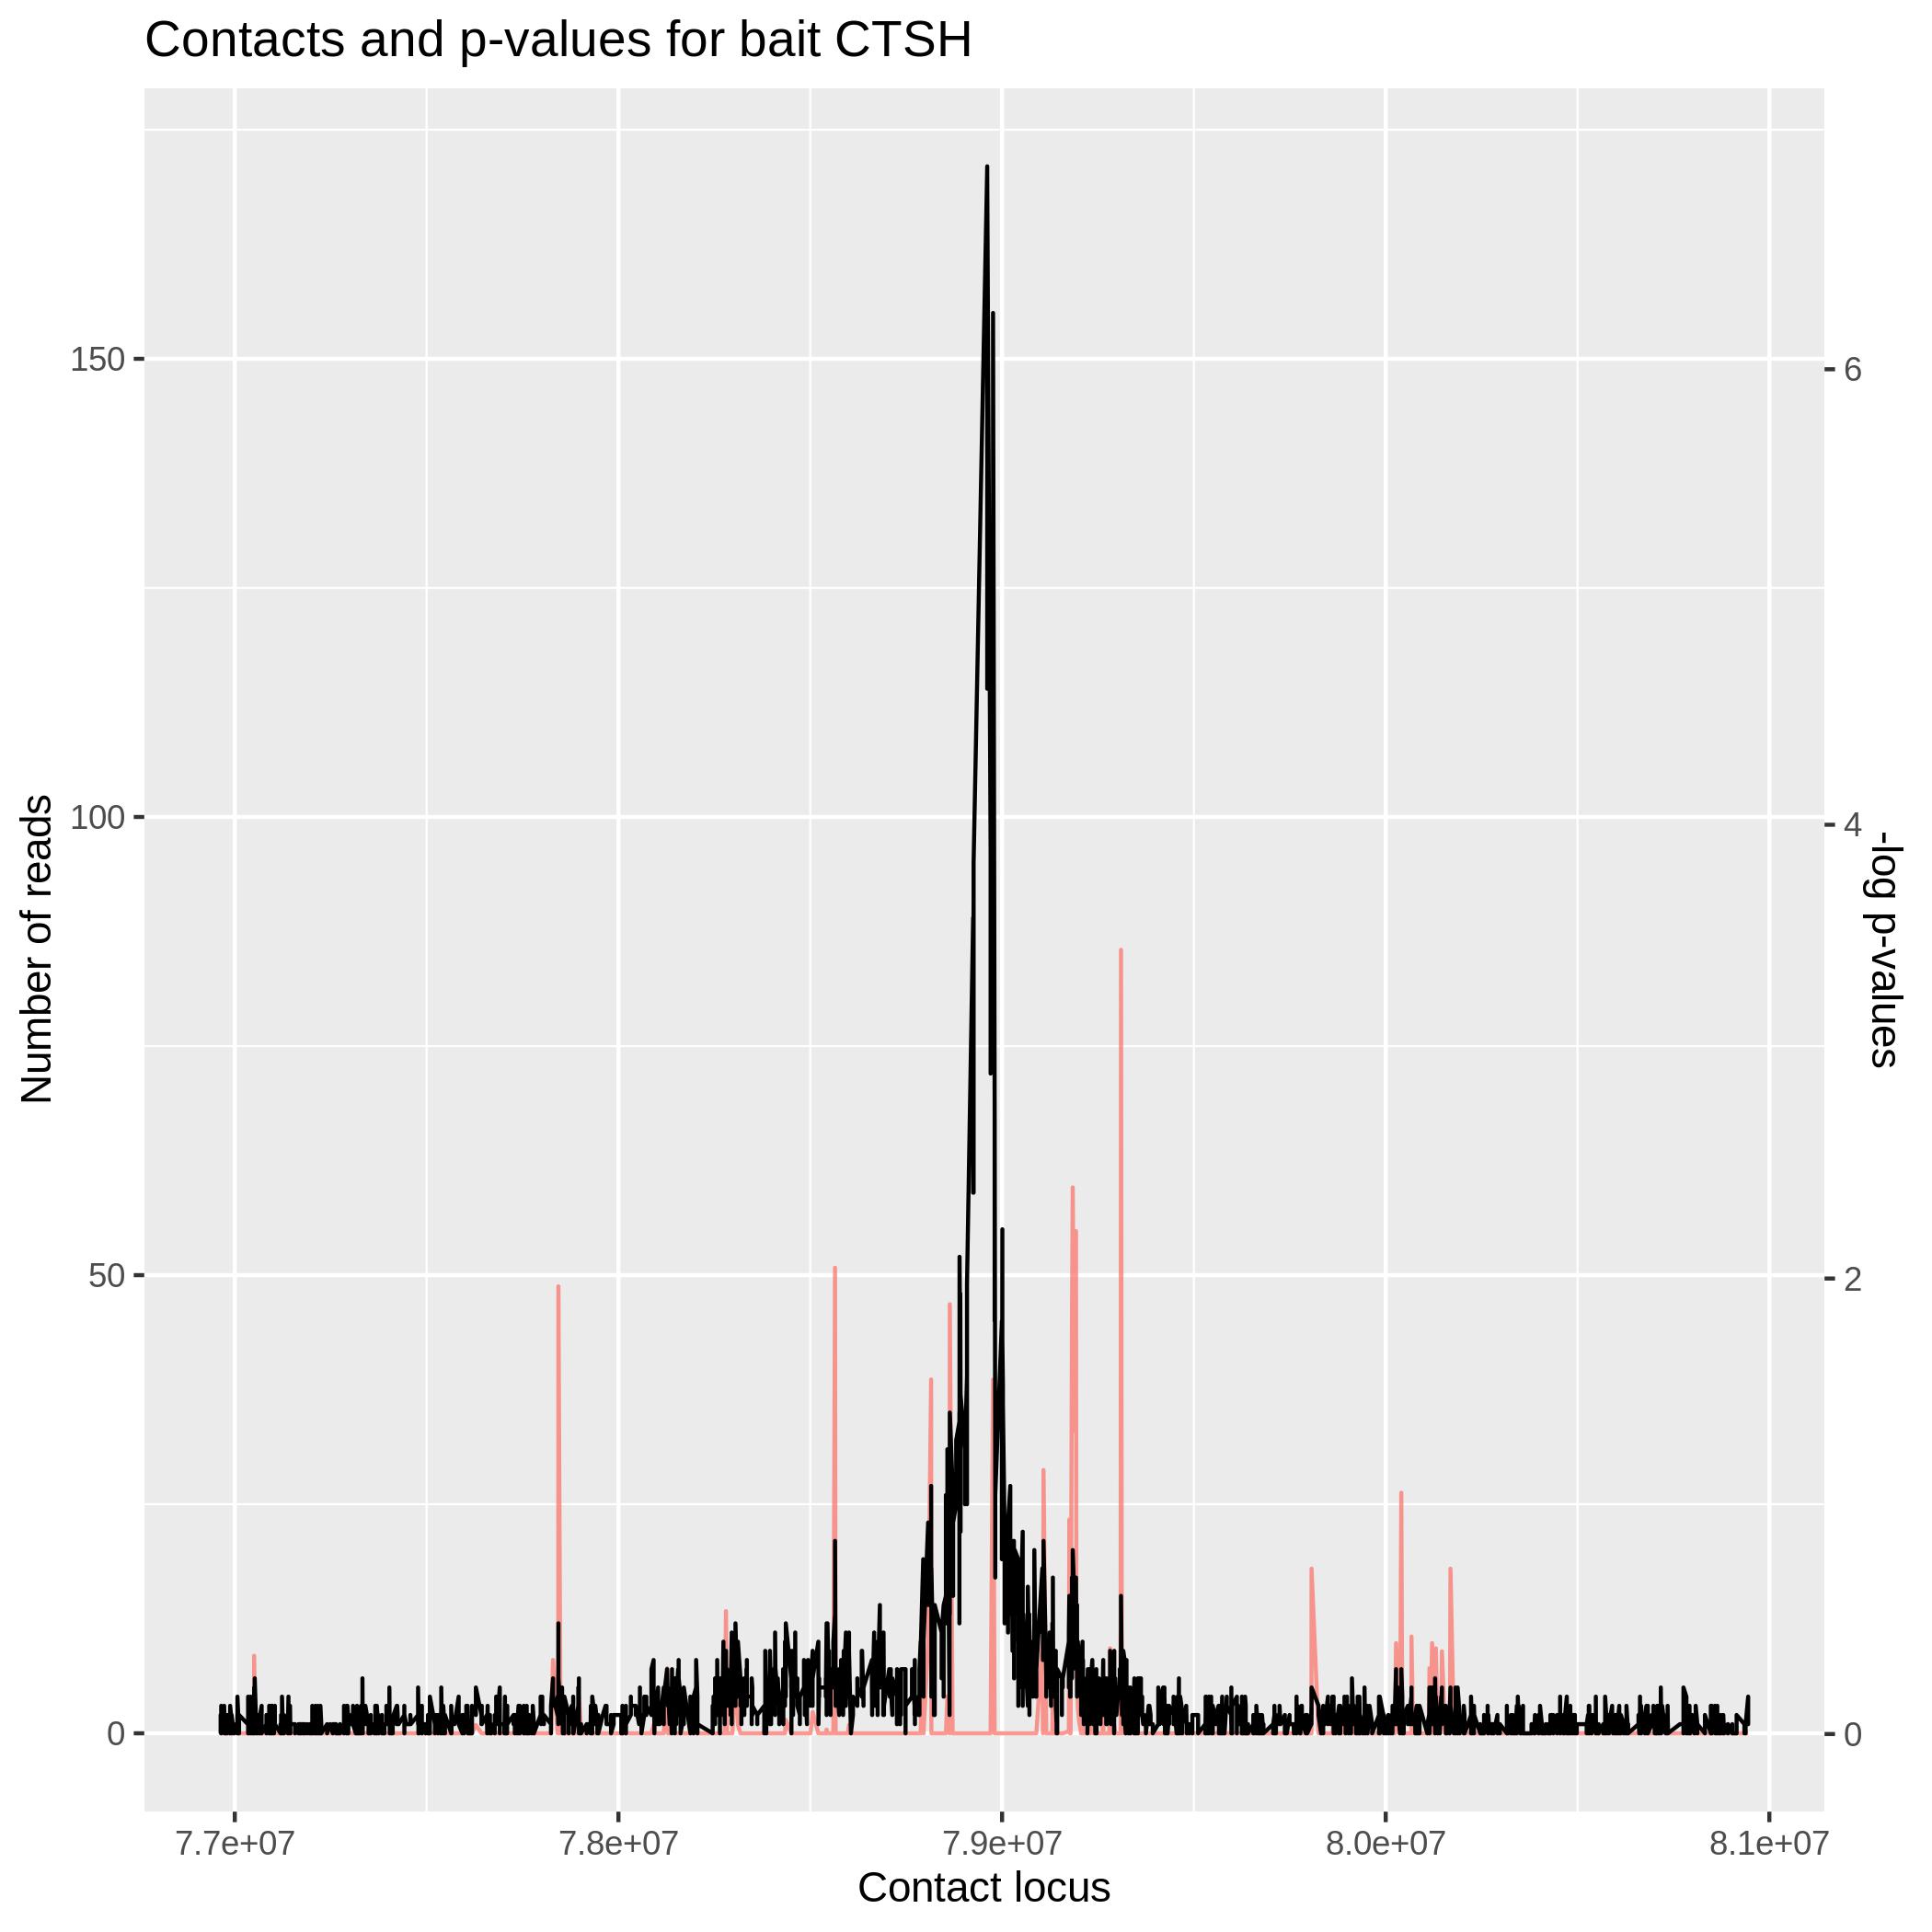 Contacts and p-values for bait CTSH
Number of reads
150
100
50
0
6
4
2
0
-log p-values
7.7e+07
7.8e+07
7.9e+07
8.0e+07
8.1e+07
Contact locus